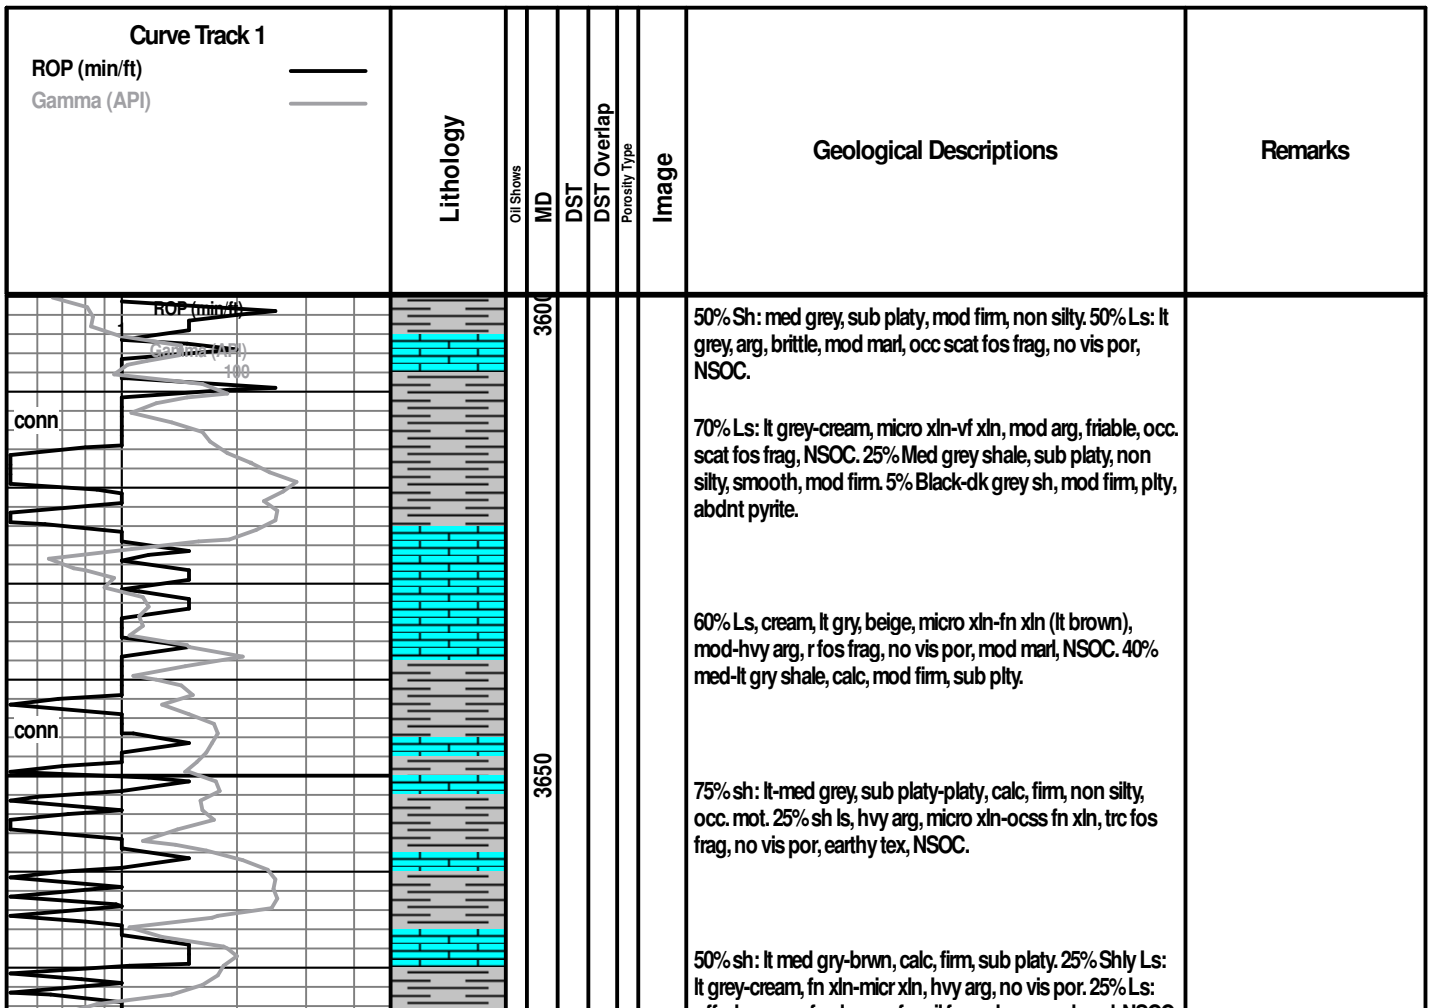 Curve Track 1
ROP (min/ft)
Gamma (API)
Lithology
Oil Shows
MD
DST
DST Overlap
Porosity Type
Image
Geological Descriptions
Remarks
ROP (min/ft)
1
Gamma (API)
100
3600
50% Sh: med grey, sub platy, mod firm, non silty. 50% Ls: lt
grey, arg, brittle, mod marl, occ scat fos frag, no vis por,
NSOC.
conn
70% Ls: lt grey-cream, micro xln-vf xln, mod arg, friable, occ.
scat fos frag, NSOC. 25% Med grey shale, sub platy, non
silty, smooth, mod firm. 5% Black-dk grey sh, mod firm, plty,
abdnt pyrite.
60% Ls, cream, lt gry, beige, micro xln-fn xln (lt brown),
mod-hvy arg, r fos frag, no vis por, mod marl, NSOC. 40%
med-lt gry shale, calc, mod firm, sub plty.
conn
3650
75% sh: lt-med grey, sub platy-platy, calc, firm, non silty,
occ. mot. 25% sh ls, hvy arg, micro xln-ocss fn xln, trc fos
frag, no vis por, earthy tex, NSOC.
50% sh: lt med gry-brwn, calc, firm, sub platy. 25% Shly Ls:
lt grey-cream, fn xln-micr xln, hvy arg, no vis por. 25% Ls: